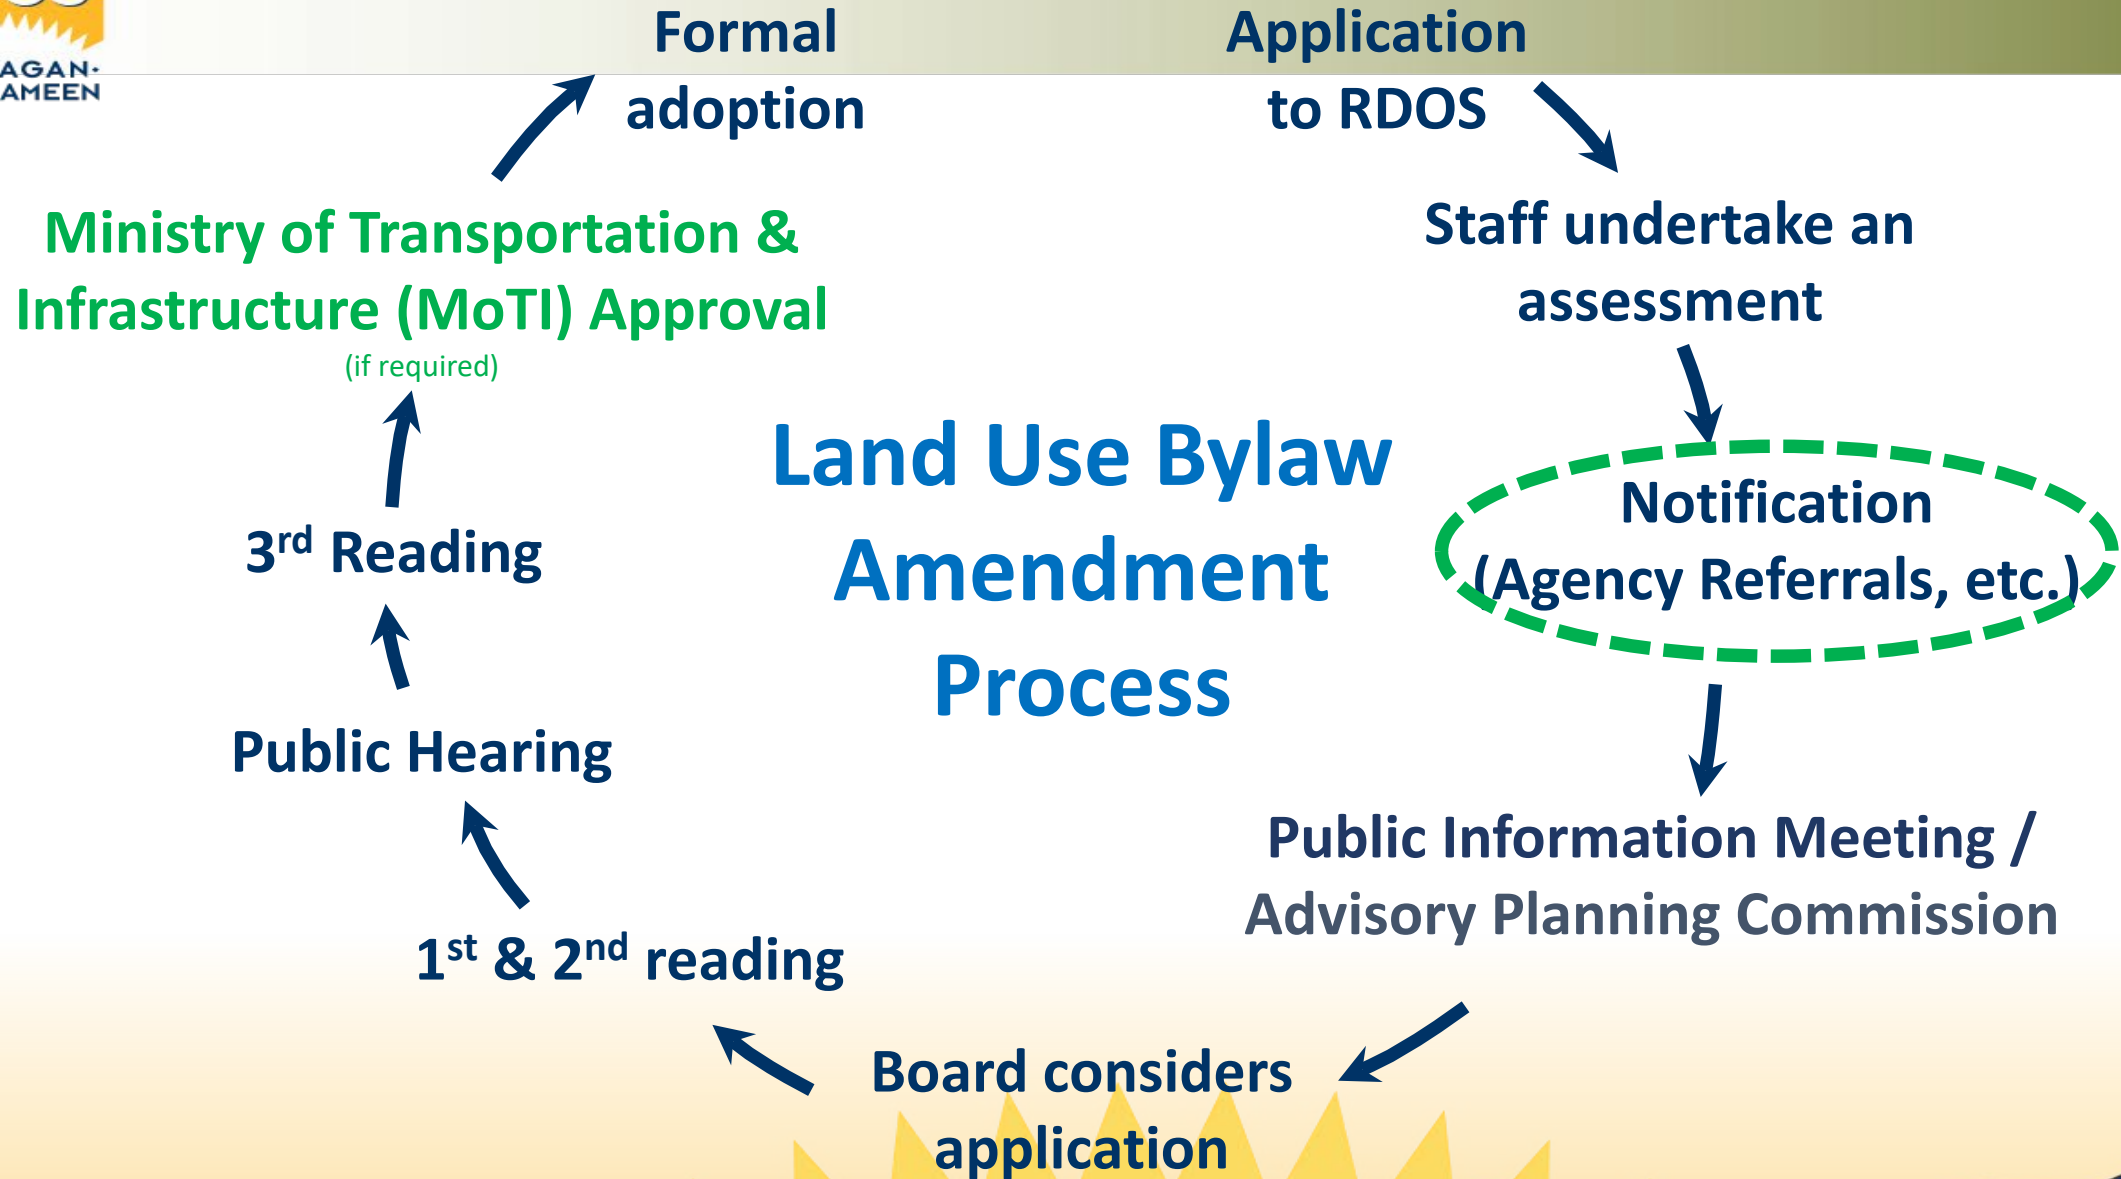 AGAN·
AMEEN
Application
to RDOS
Staff undertake an
assessment
Notification
(Agency Referrals, etc.)
Public Information Meeting /
Advisory Planning Commission
Board considers
application
1st & 2nd reading
Public Hearing
3rd Reading
Ministry of Transportation &
Infrastructure (MoTI) Approval
(if required)
Formal
adoption
Land Use Bylaw
Amendment
Process